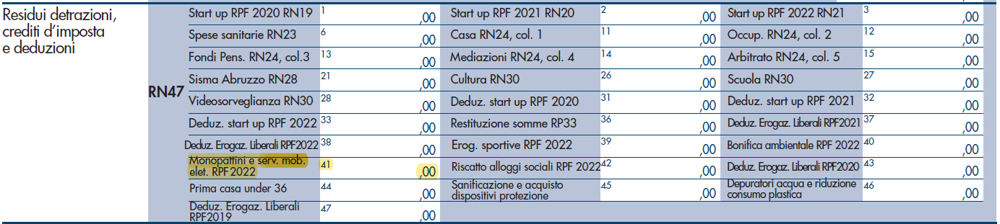 Residui detrazioni,
crediti d'imposta
e deduzioni
RN47
Start up RPF 2020 RN19 1 ,00 Start up RPF 2021 RN20 2 ,00 Start up RPF 2022 RN21 3 ,00
Spese sanitarie RN23 6 ,00 Casa RN24, col. 1 11 ,00 Occup. RN24, col. 2 12 ,00
Fondi Pens. RN24, col.3 13 ,00 Mediazioni RN24, col. 4 14 ,00 Arbitrato RN24, col. 5 15 ,00
Sisma Abruzzo RN28 21 ,00 Cultura RN30 26 ,00 Scuola RN30 27 ,00
Videosorveglianza RN30 28 ,00 Deduz. start up RPF 2020 31 ,00 Deduz. start up RPF 2021 32 ,00
Deduz. start up RPF 2022 33 ,00 Restituzione somme RP33 36 ,00 Deduz. Erogaz. Liberali RPF2021 37 ,00
Deduz. Erogaz. Liberali RPF2022 38 ,00 Erog. sportive RPF 2022 39 ,00 Bonifica ambientale RPF 2022 40 ,00
Monopattini e serv. mob.
elet. RPF2022 41 ,00 Riscatto alloggi sociali RPF 2022 42 ,00 Deduz. Erogaz. Liberali RPF2020 43 ,00
Prima casa under 36 44 ,00 Sanificazione e acquisto
dispositivi protezione 45 ,00 Depuratori acqua e riduzione
consumo plastica 46 ,00
Deduz. Erogaz. Liberali
RPF2019 47 ,00